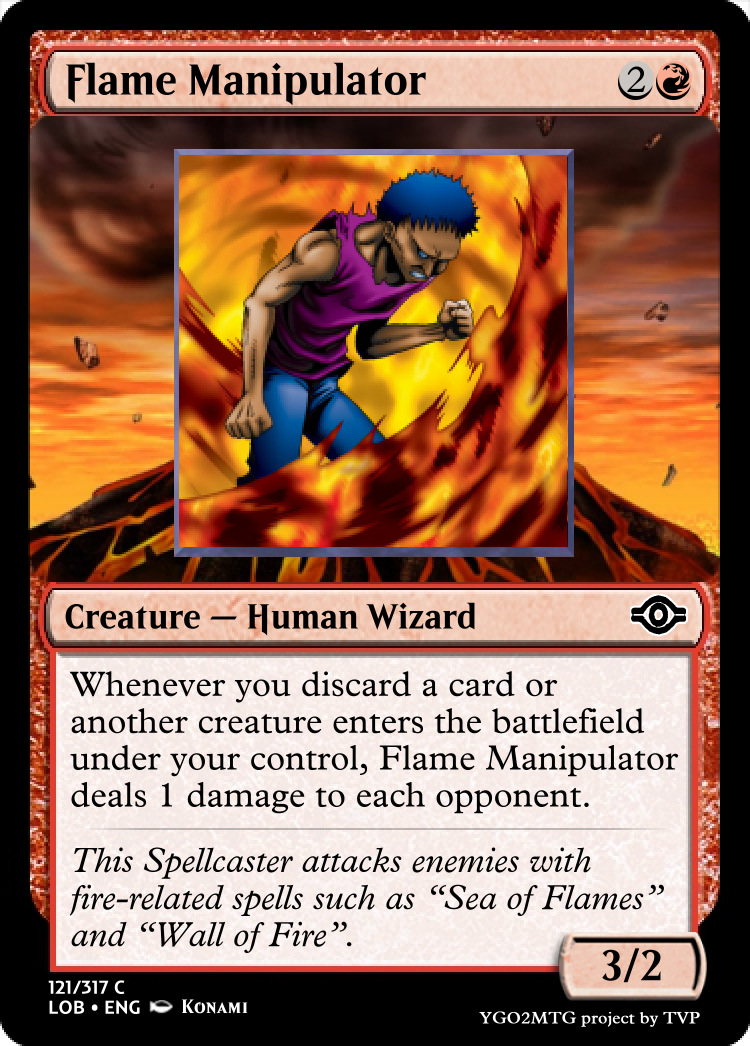 Flame Manipulator 2
Creature — Human Wizard
Whenever you discard a card or
another creature enters the battlefield
under your control, Flame Manipulator
deals 1 damage to each opponent.
This Spellcaster attacks enemies with
fire-related spells such as “Sea of Flames”
and “Wall of Fire”.
3/2
121/317 C
LOB • ENG Konami
YGO2MTG project by TVP